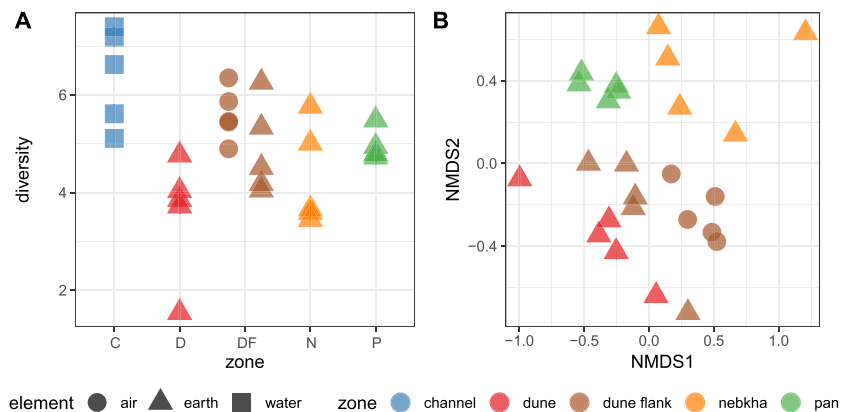 A
B
diversity
6
4
2
C D DF N P
zone
NMDS2
0.4
0.0
−0.4
−1.0 −0.5 0.0 0.5 1.0
NMDS1
element air earth water zone channel dune dune flank nebkha pan